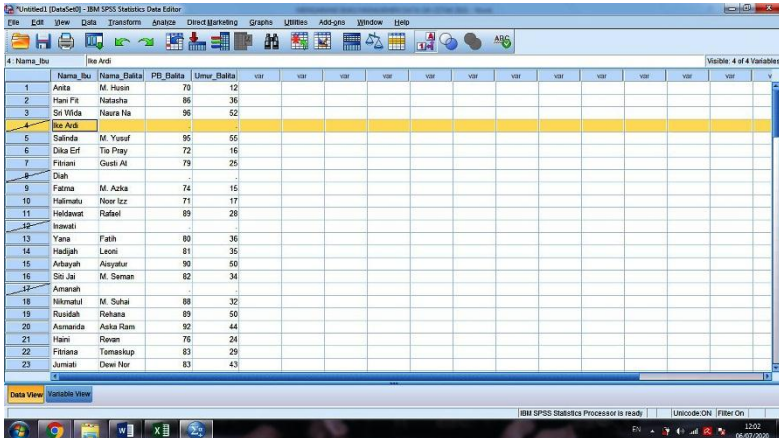 *Untitled1 [DataSet0] - IBM SPSS Statistics Data Editor
File Edit View Data Transform Analyze Direct Marketing Graphs Utilities Add-ons Window Help
4 : Nama_Ibu Ike Ardi Visible: 4 of 4 Variables
Nama_Ibu Nama_Balita PB_Balita Umur_Balita var var var var var var var var var var var
1 Anita M. Husin 70 12
2 Hani Fit Natasha 86 36
3 Sri Wida Naura Na 96 52
4 Ike Ardi . .
5 Salinda M. Yusuf 95 55
6 Dika Erf Tio Pray 72 16
7 Fitriani Gusti Al 79 25
8 Diah . .
9 Fatma M. Azka 74 15
10 Halimatu Noor Izz 71 17
11 Heldawat Rafael 89 28
12 Inawati . .
13 Yana Fatih 80 36
14 Hadijah Leoni 81 35
15 Arbayah Aisyatur 90 50
16 Siti Jai M. Seman 82 34
17 Amanah . .
18 Nikmatul M. Suhai 88 32
19 Rusidah Rehana 89 50
20 Asmarida Aska Ram 92 44
21 Haini Revan 76 24
22 Fitriana Tomaskup 83 29
23 Jumiati Dewi Nor 83 43
Data View Variable View
IBM SPSS Statistics Processor is ready Unicode:ON Filter On
EN 12:02
06/07/2020